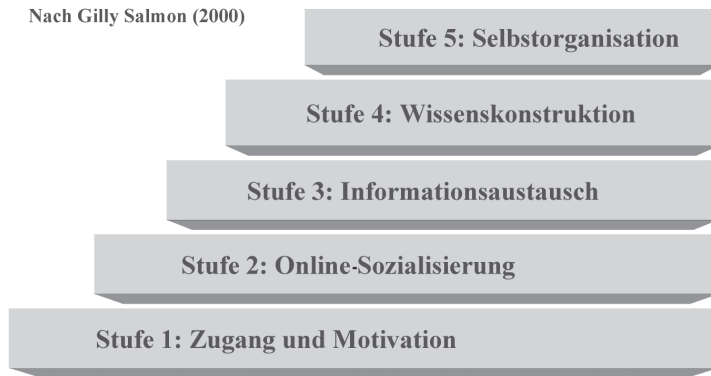 Nach Gilly Salmon (2000)
Stufe 5: Selbstorganisation
Stufe 4: Wissenskonstruktion
Stufe 3: Informationsaustausch
Stufe 2: Online-Sozialisierung
Stufe 1: Zugang und Motivation